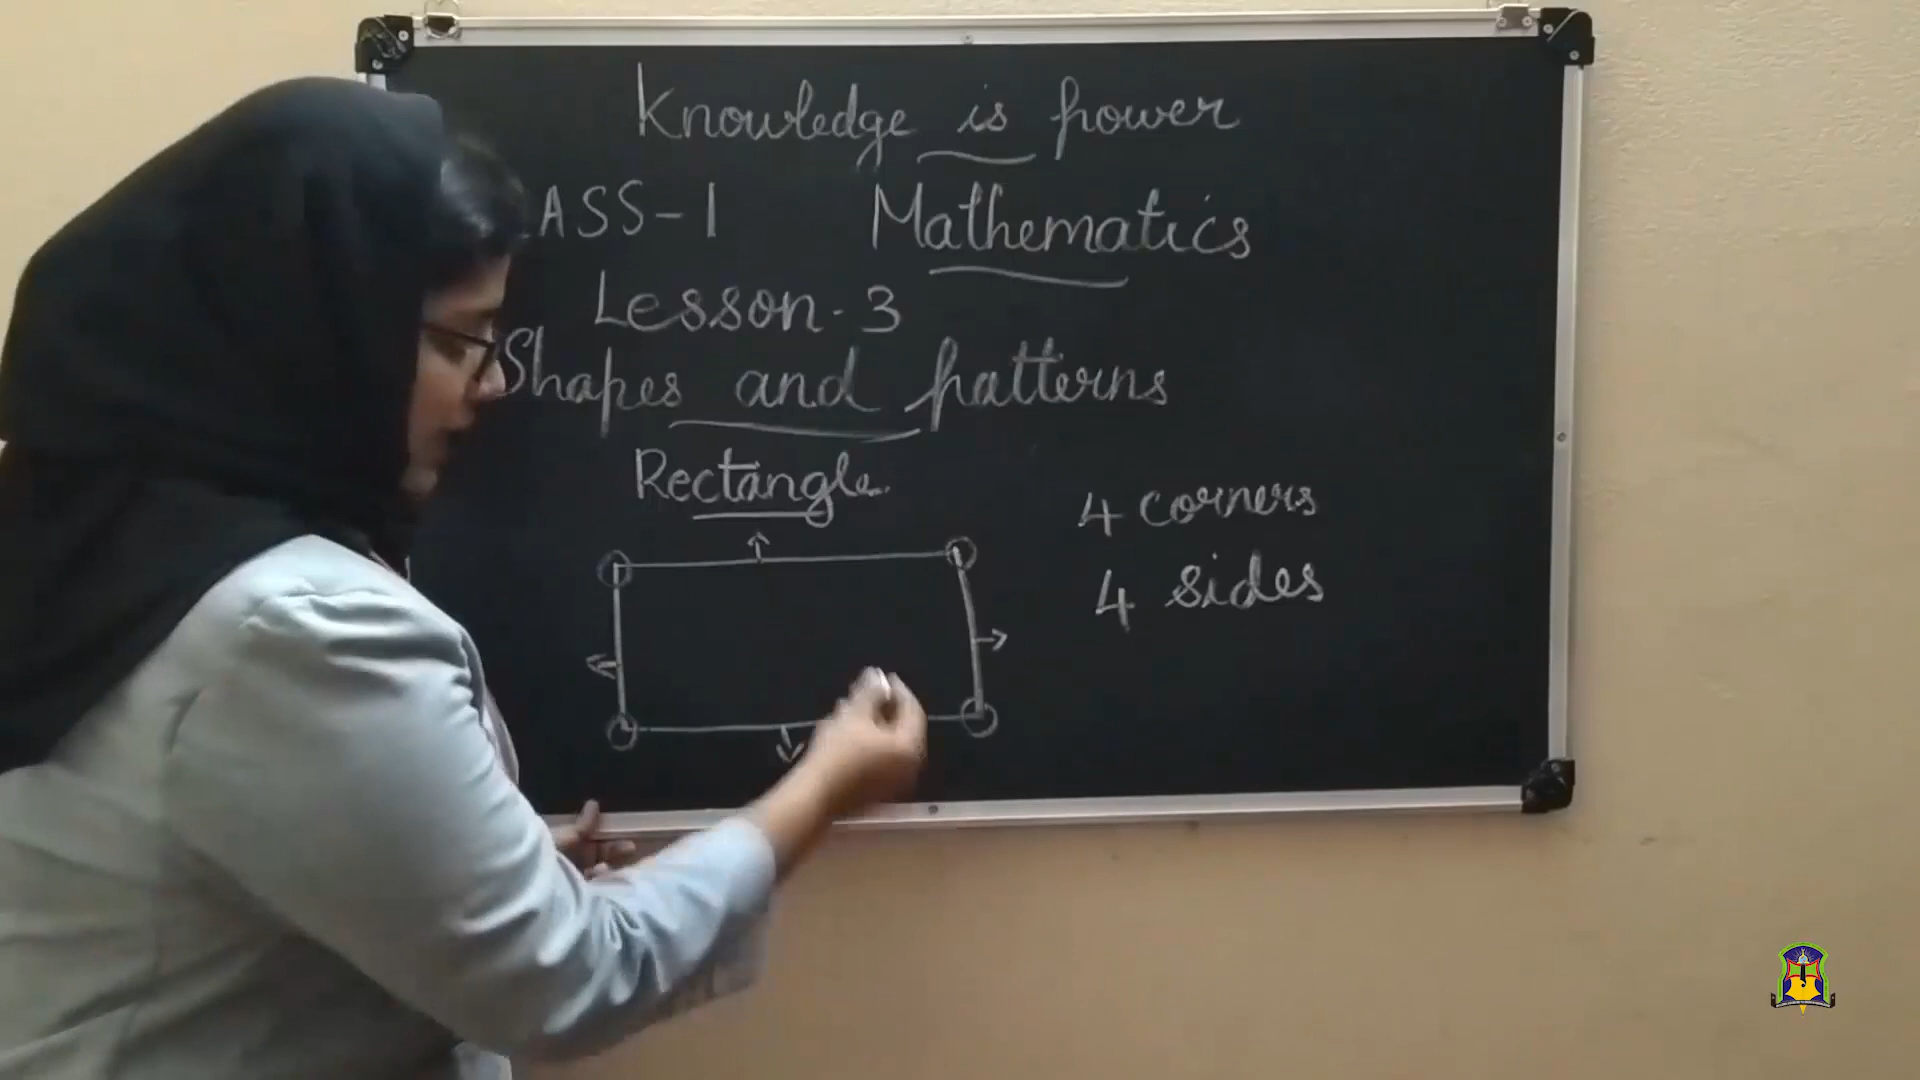 Knowledge is power
ASS-1 Mathematics
Lesson-3
Shapes and patterns
Rectangle
4 corners
4 sides